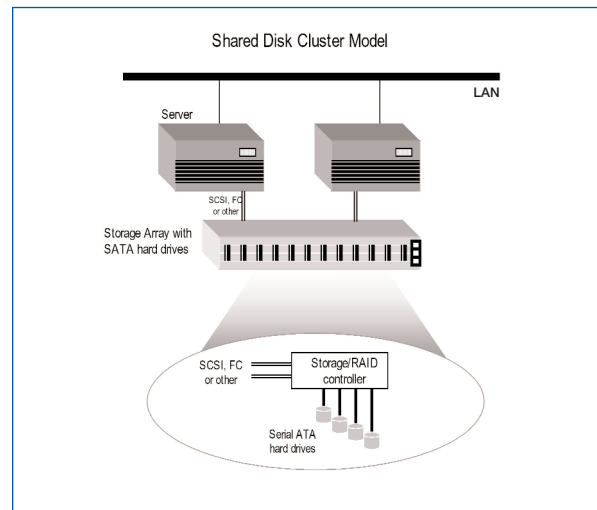 Shared Disk Cluster Model
LAN
Server
SCSI, FC
or other
Storage Array with
SATA hard drives
SCSI, FC
or other
Storage/RAID
controller
Serial ATA
hard drives